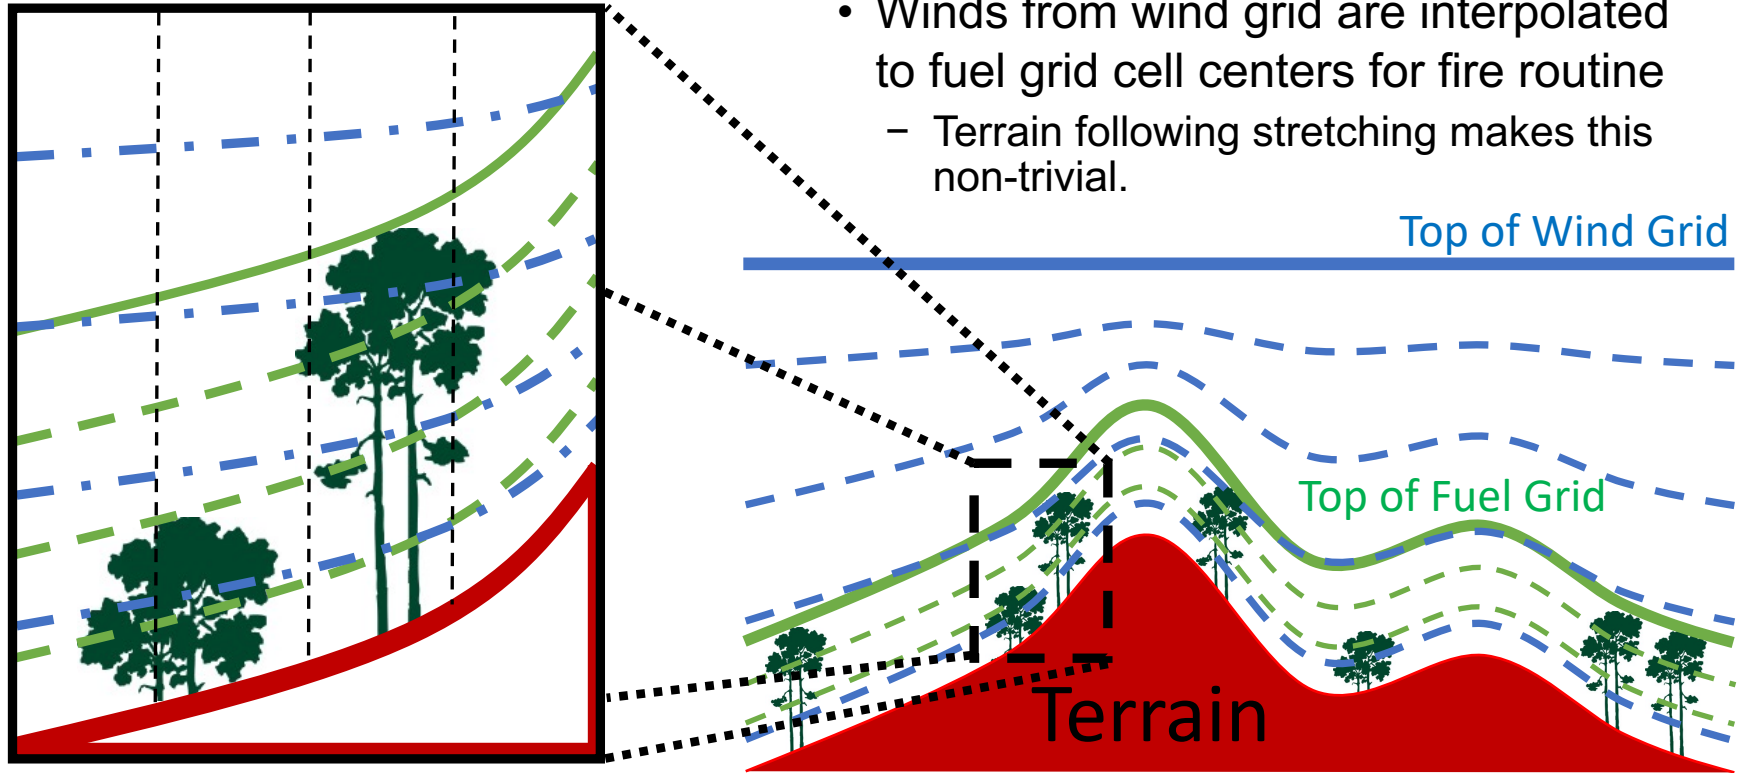 • Winds from wind grid are interpolated
to fuel grid cell centers for fire routine
− Terrain following stretching makes this
non-trivial.
Top of Wind Grid
Top of Fuel Grid
Terrain